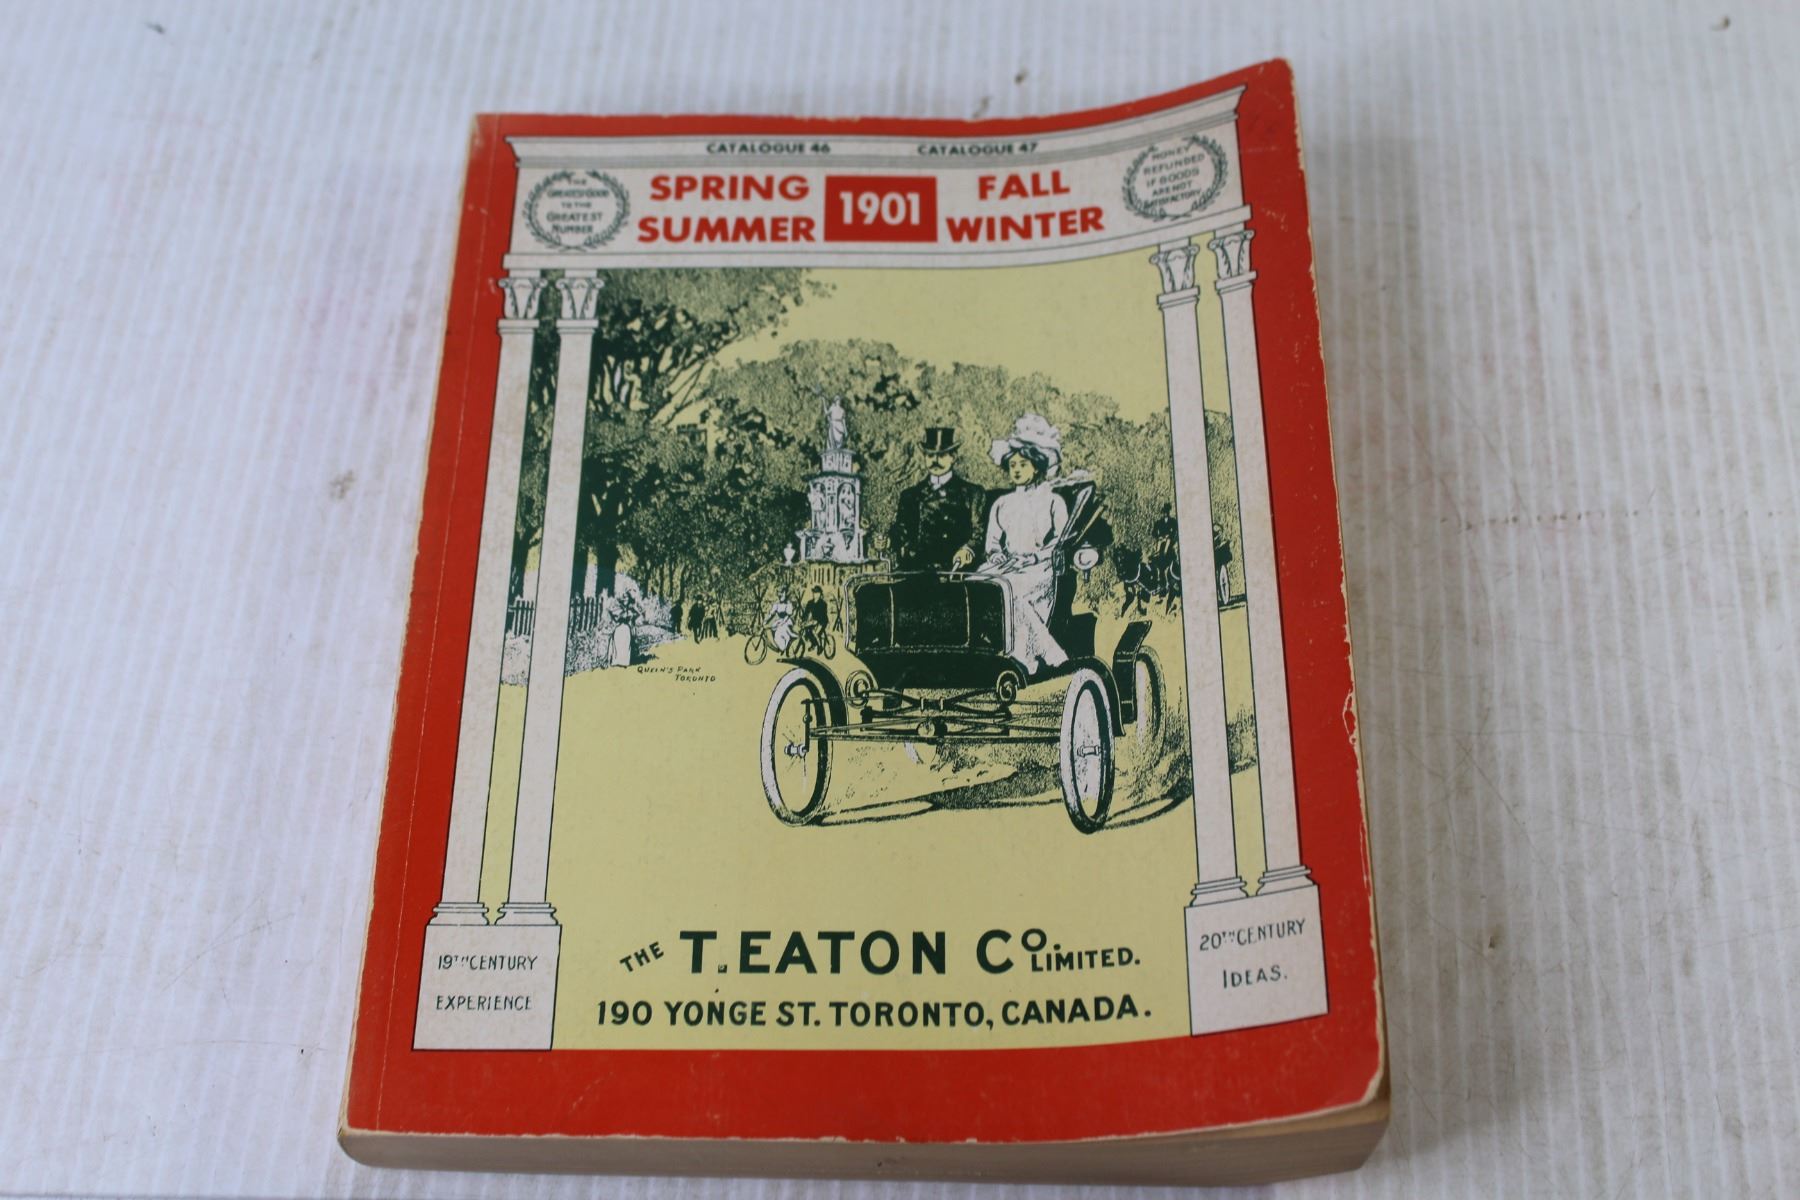 CATALOGUE 46
CATALOGUE 47
THE
GREATEST GOOD
TO THE
GREATEST
NUMBER
SPRING
SUMMER
1901
FALL
WINTER
MONEY
REFUNDED
IF GOODS
ARE NOT
SATISFACTORY
QUEEN'S PARK
TORONTO
19TH CENTURY
EXPERIENCE
THE T. EATON CO. LIMITED.
190 YONGE ST. TORONTO, CANADA.
20TH CENTURY
IDEAS.